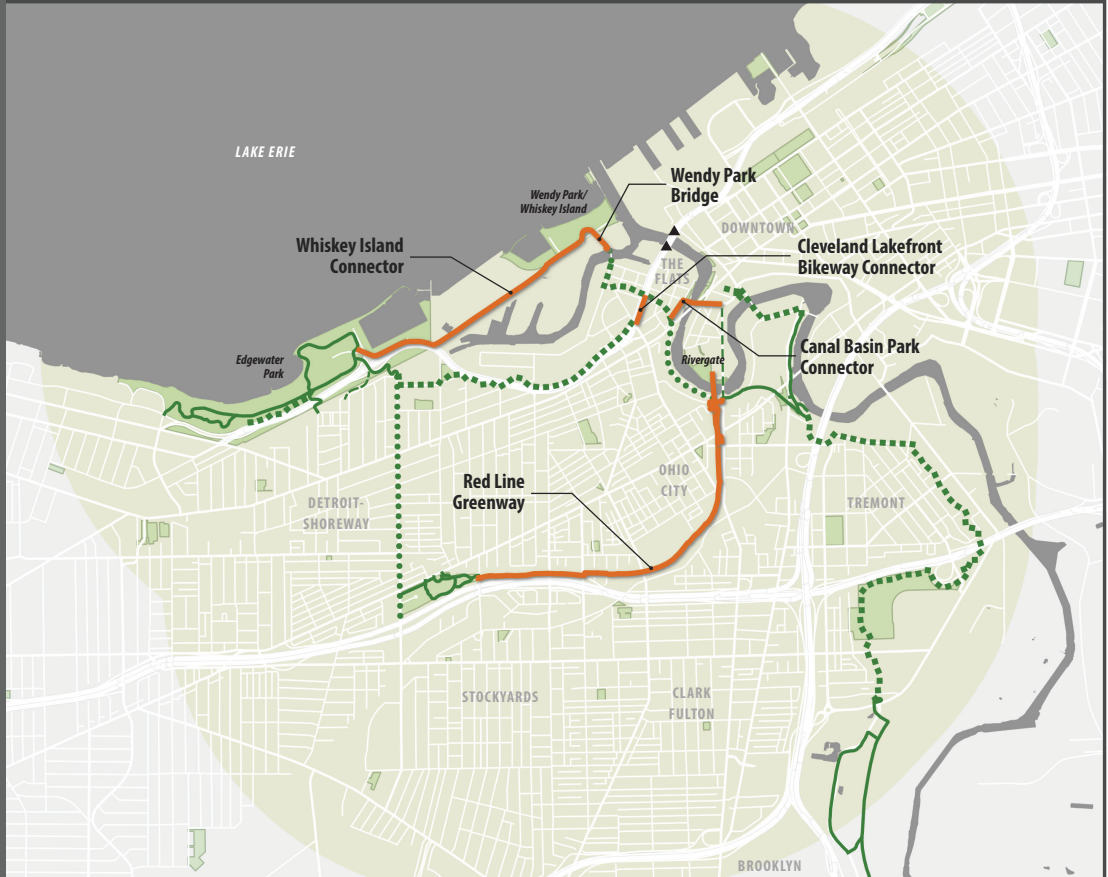 LAKE ERIE
Wendy Park/
Whiskey Island
Wendy Park
Bridge
DOWNTOWN
Whiskey Island
Connector
Cleveland Lakefront
Bikeway Connector
THE
FLATS
Edgewater
Park
Rivergate
Canal Basin Park
Connector
Red Line
Greenway
OHIO
CITY
DETROIT-
SHOREWAY
TREMONT
STOCKYARDS
CLARK
FULTON
BROOKLYN